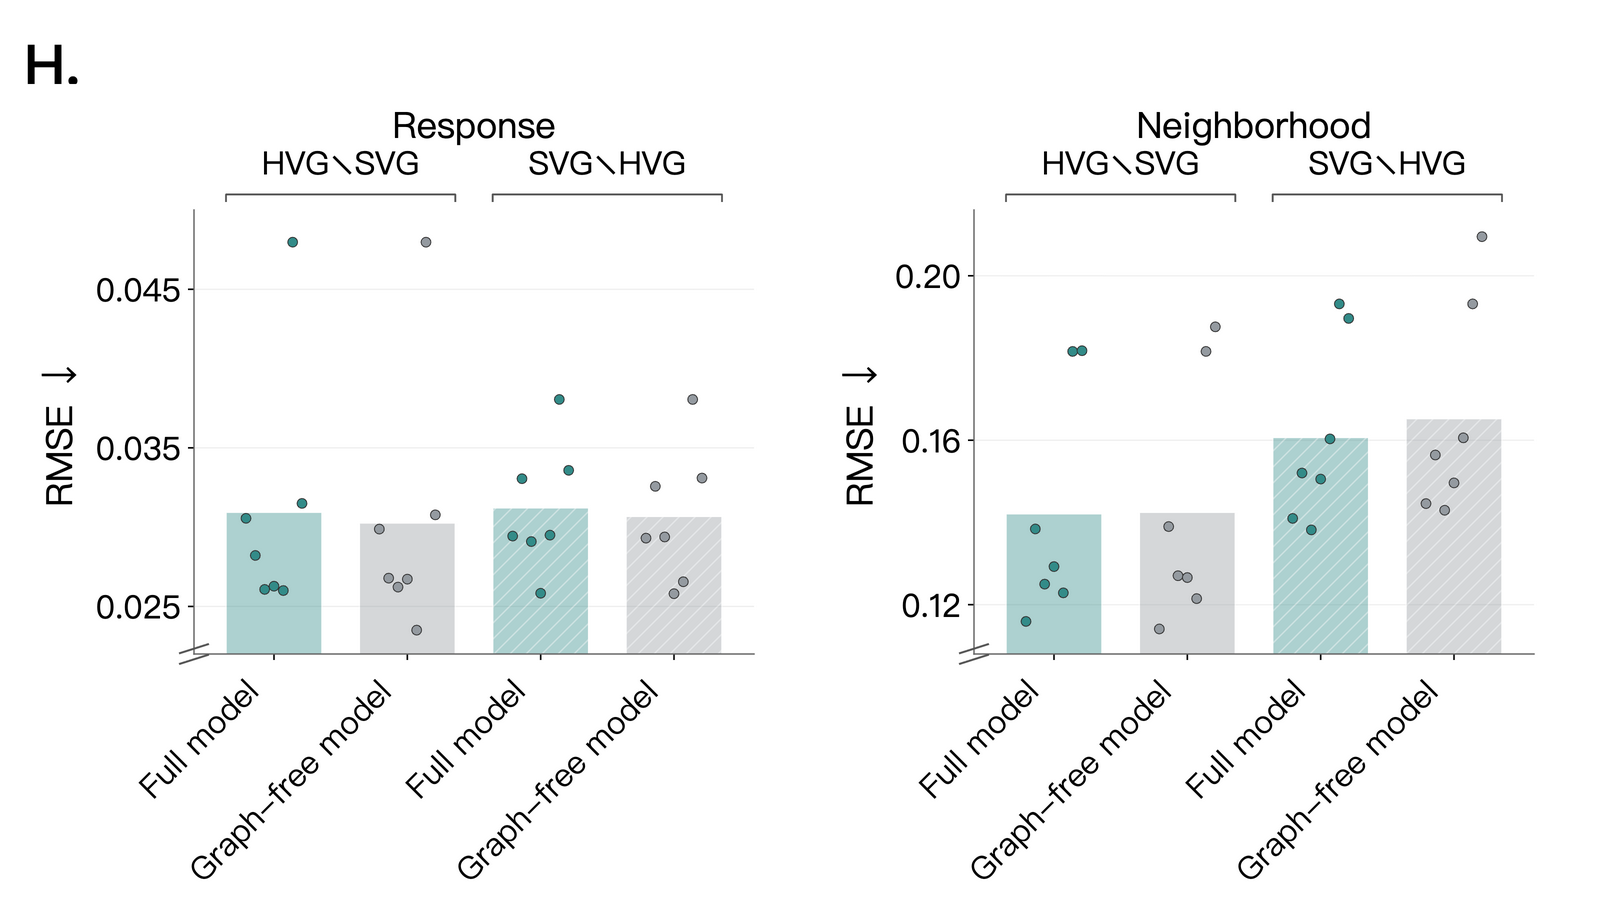 H.
Response
HVG∖SVG
SVG∖HVG
0.045
0.035
0.025
RMSE ↓
Full model
Graph-free model
Full model
Graph-free model
Neighborhood
HVG∖SVG
SVG∖HVG
0.20
0.16
0.12
RMSE ↓
Full model
Graph-free model
Full model
Graph-free model